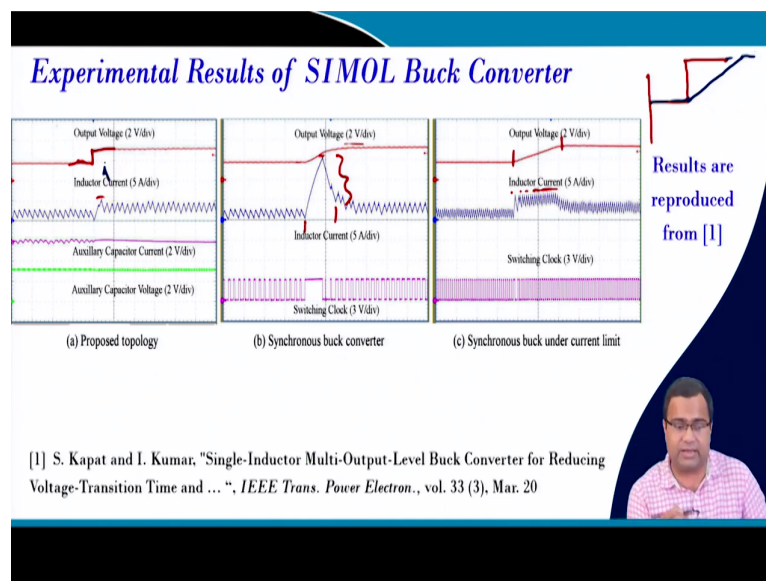 Experimental Results of SIMOL Buck Converter
Output Voltage (2 V/div)
Inductor Current (5 A/div)
Auxillary Capacitor Current (2 V/div)
Auxillary Capacitor Voltage (2 V/div)
(a) Proposed topology
Output Voltage (2 V/div)
Inductor Current (5 A/div)
Switching Clock (3 V/div)
(b) Synchronous buck converter
Output Voltage (2 V/div)
Inductor Current (5 A/div)
Switching Clock (3 V/div)
(c) Synchronous buck under current limit
Results are
reproduced
from [1]
[1] S. Kapat and I. Kumar, "Single-Inductor Multi-Output-Level Buck Converter for Reducing
Voltage-Transition Time and ... “, IEEE Trans. Power Electron., vol. 33 (3), Mar. 20